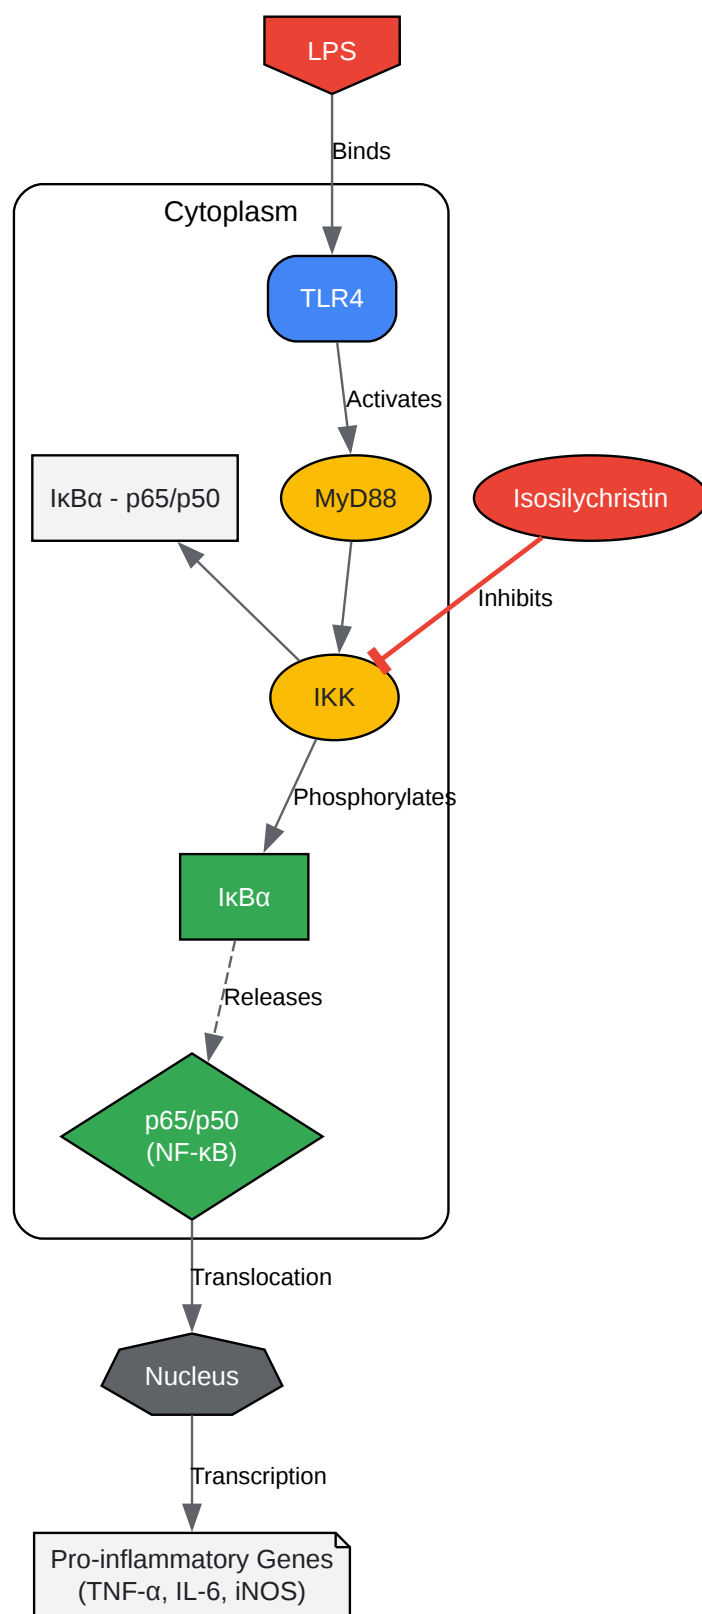 LPS
Binds
Cytoplasm
TLR4
Activates
IκBα - p65/p50
MyD88
Isosilychristin
Inhibits
IKK
Phosphorylates
IκBα
Releases
p65/p50
(NF-κB)
Translocation
Nucleus
Transcription
Pro-inflammatory Genes
(TNF-α, IL-6, iNOS)